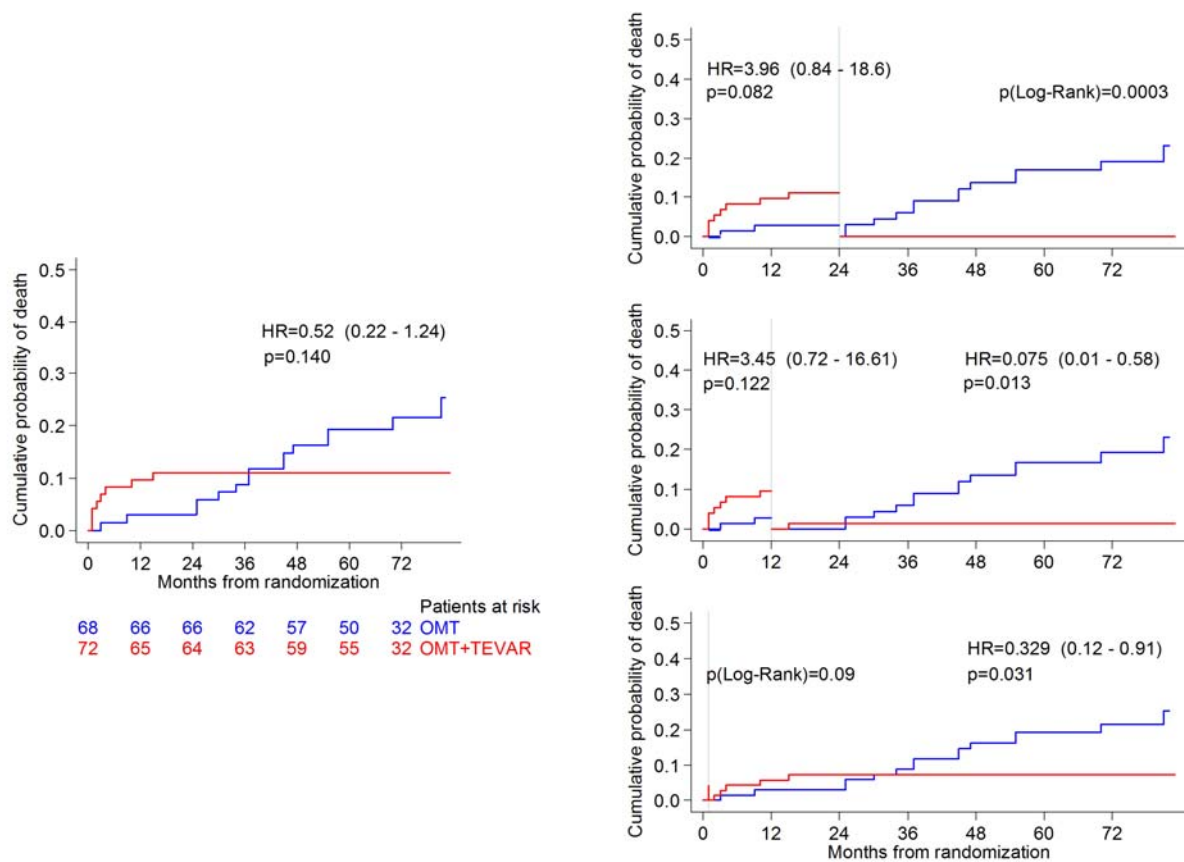 Cumulative probability of death
0.5
0.4
0.3
0.2
0.1
0.0
HR=0.52 (0.22 - 1.24)
p=0.140
0 12 24 36 48 60 72
Months from randomization
Patients at risk
68 66 66 62 57 50 32 OMT
72 65 64 63 59 55 32 OMT+TEVAR
Cumulative probability of death
0.5
0.4
0.3
0.2
0.1
0.0
HR=3.96 (0.84 - 18.6)
p=0.082
p(Log-Rank)=0.0003
0 12 24 36 48 60 72
Cumulative probability of death
0.5
0.4
0.3
0.2
0.1
0.0
HR=3.45 (0.72 - 16.61) HR=0.075 (0.01 - 0.58)
p=0.122 p=0.013
0 12 24 36 48 60 72
Cumulative probability of death
0.5
0.4
0.3
0.2
0.1
0.0
HR=0.329 (0.12 - 0.91)
p(Log-Rank)=0.09 p=0.031
0 12 24 36 48 60 72
Months from randomization